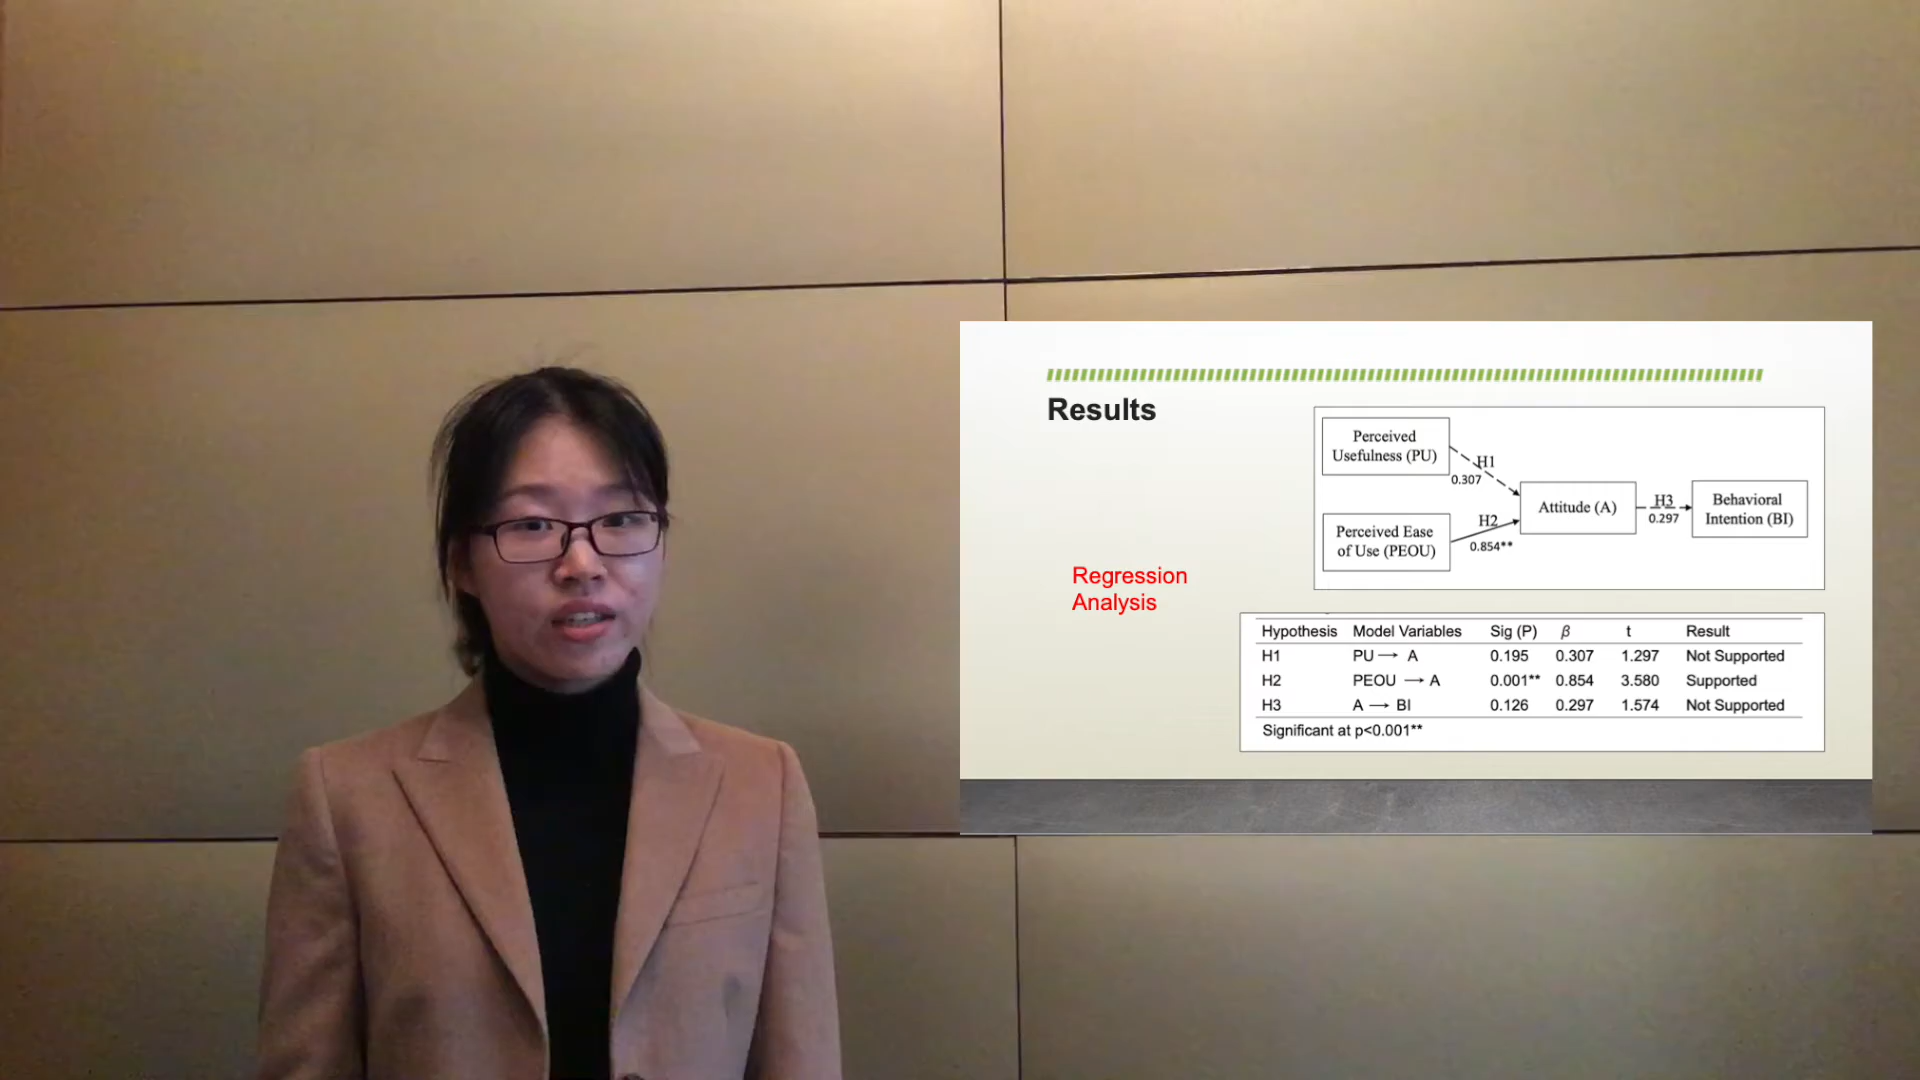 Results
Perceived
Usefulness (PU)
H1
0.307
Perceived Ease
of Use (PEOU)
H2
0.854**
Attitude (A)
H3
0.297
Behavioral
Intention (BI)
Regression
Analysis
Hypothesis Model Variables Sig (P) β t Result
H1 PU → A 0.195 0.307 1.297 Not Supported
H2 PEOU → A 0.001** 0.854 3.580 Supported
H3 A → BI 0.126 0.297 1.574 Not Supported
Significant at p<0.001**